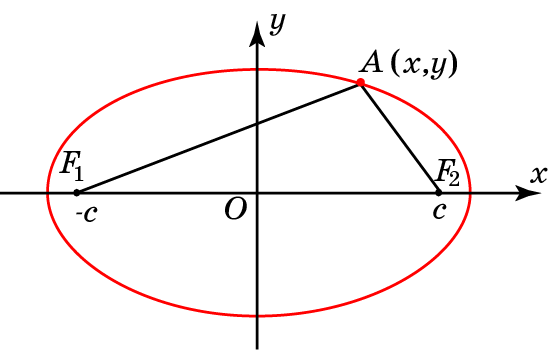 y
A (x,y)
F₁
F₂
x
-c
O
c